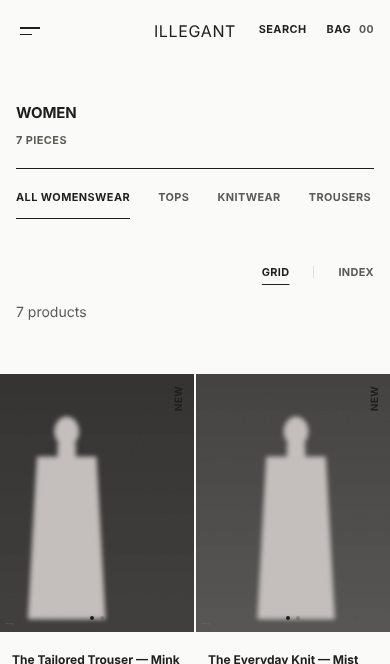 ILLEGANT
SEARCH
BAG 00
WOMEN
7 PIECES
ALL WOMENSWEAR
TOPS
KNITWEAR
TROUSERS
GRID
INDEX
7 products
NEW
NEW
The Tailored Trouser — Mink
The Everyday Knit — Mist